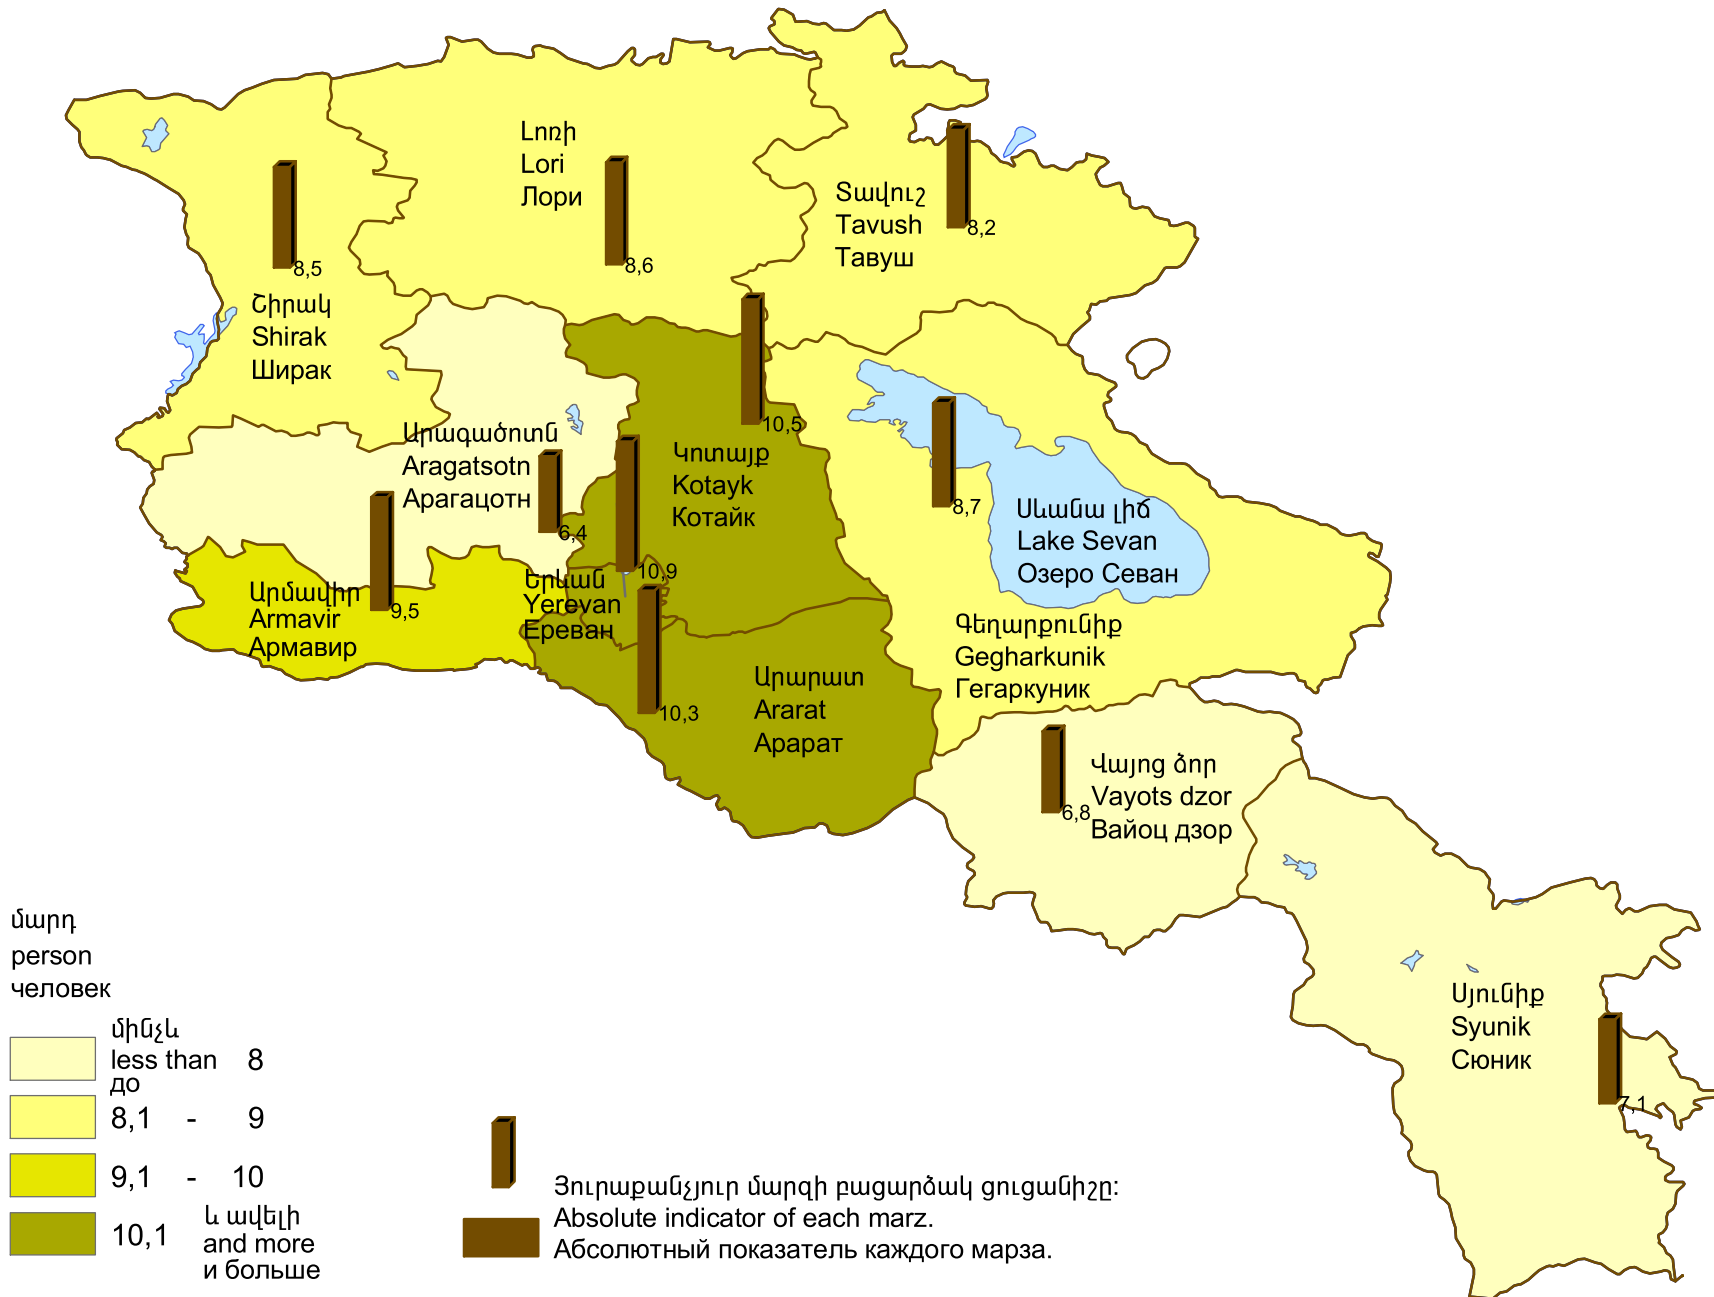 Լոռի
Lori
Лори
8,6
Տավուշ
Tavush
Тавуш
8,2
8,5
Շիրակ
Shirak
Ширак
Արագածոտն
Aragatsotn
Арагацотн
6,4
10,5
Կոտայք
Kotayk
Котайк
8,7
Սևանա լիճ
Lake Sevan
Озеро Севан
Արմավիր
Armavir
Армавир
9,5
10,9
Երևան
Yerevan
Ереван
10,3
Արարատ
Ararat
Арарат
Գեղարքունիք
Gegharkunik
Гегаркуник
6,8
Վայոց ձոր
Vayots dzor
Вайоц дзор
Սյունիք
Syunik
Сюник
7,1
մարդ
person
человек
մինչև
less than 8
до
8,1 - 9
9,1 - 10
10,1 և ավելի
and more
и больше
Յուրաքանչյուր մարզի բացարձակ ցուցանիշը:
Absolute indicator of each marz.
Абсолютный показатель каждого марза.